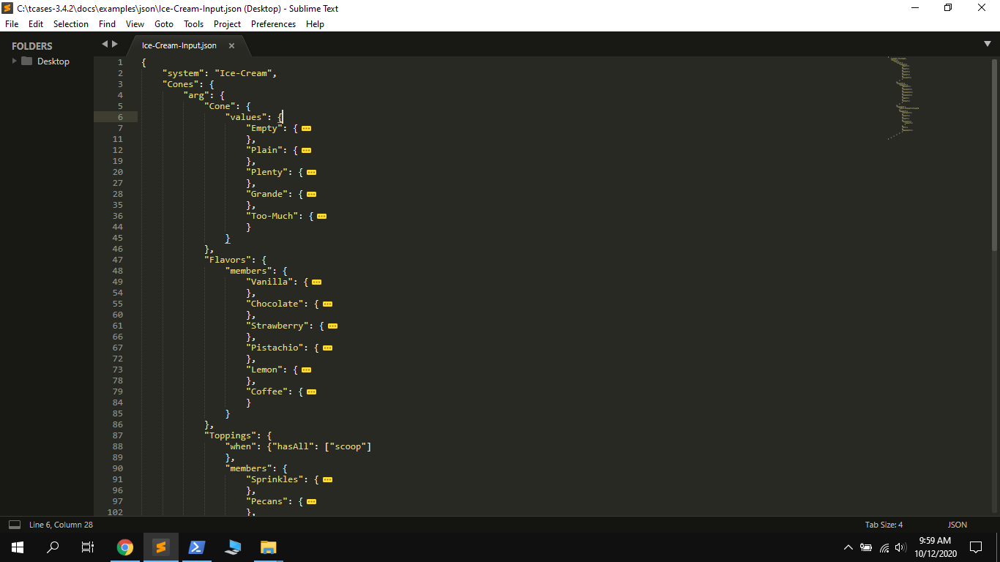 C:\tcases-3.4.2\docs\examples\json\Ice-Cream-Input.json (Desktop) - Sublime Text
File Edit Selection Find View Goto Tools Project Preferences Help
FOLDERS
Desktop
Ice-Cream-Input.json ×
1 {
2 "system": "Ice-Cream",
3 "Cones": {
4 "arg": {
5 "Cone": {
6 "values": {
7 "Empty": {
11 },
12 "Plain": {
19 },
20 "Plenty": {
27 },
28 "Grande": {
35 },
36 "Too-Much": {
44 }
45 }
46 },
47 "Flavors": {
48 "members": {
49 "Vanilla": {
54 },
55 "Chocolate": {
60 },
61 "Strawberry": {
66 },
67 "Pistachio": {
72 },
73 "Lemon": {
78 },
79 "Coffee": {
84 }
85 }
86 },
87 "Toppings": {
88 "when": {"hasAll": ["scoop"]
89 },
90 "members": {
91 "Sprinkles": {
96 },
97 "Pecans": {
102 },
Line 6, Column 28
Tab Size: 4
JSON
9:59 AM
10/12/2020